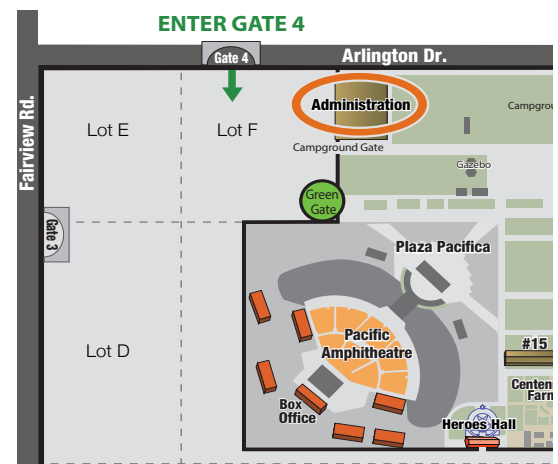 ENTER GATE 4
Gate 4
Arlington Dr.
Fairview Rd.
Lot E
Lot F
Administration
Campgrou
Campground Gate
Gazebo
Green
Gate
Gate 3
Plaza Pacifica
Lot D
Pacific
Amphitheatre
#15
Centenn
Farm
Box
Office
Heroes Hall